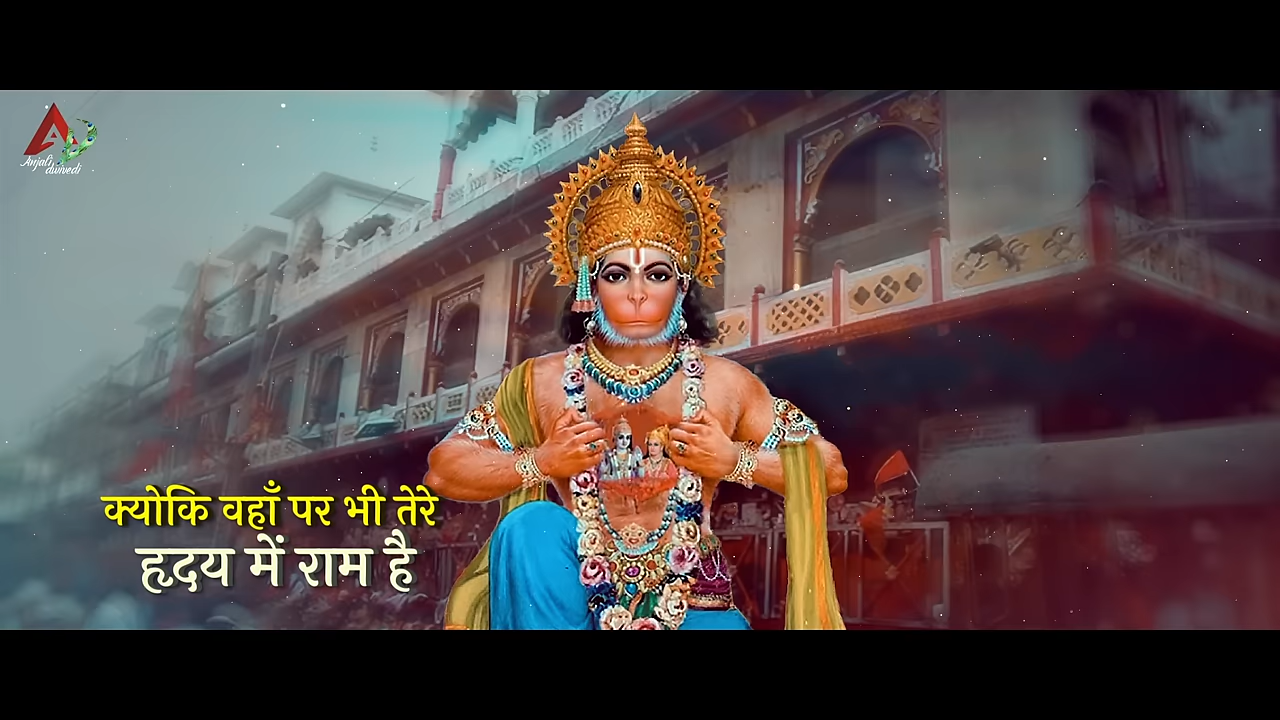 Anjali
dwivedi
क्योकि वहाँ पर भी तेरे
हृदय में राम है